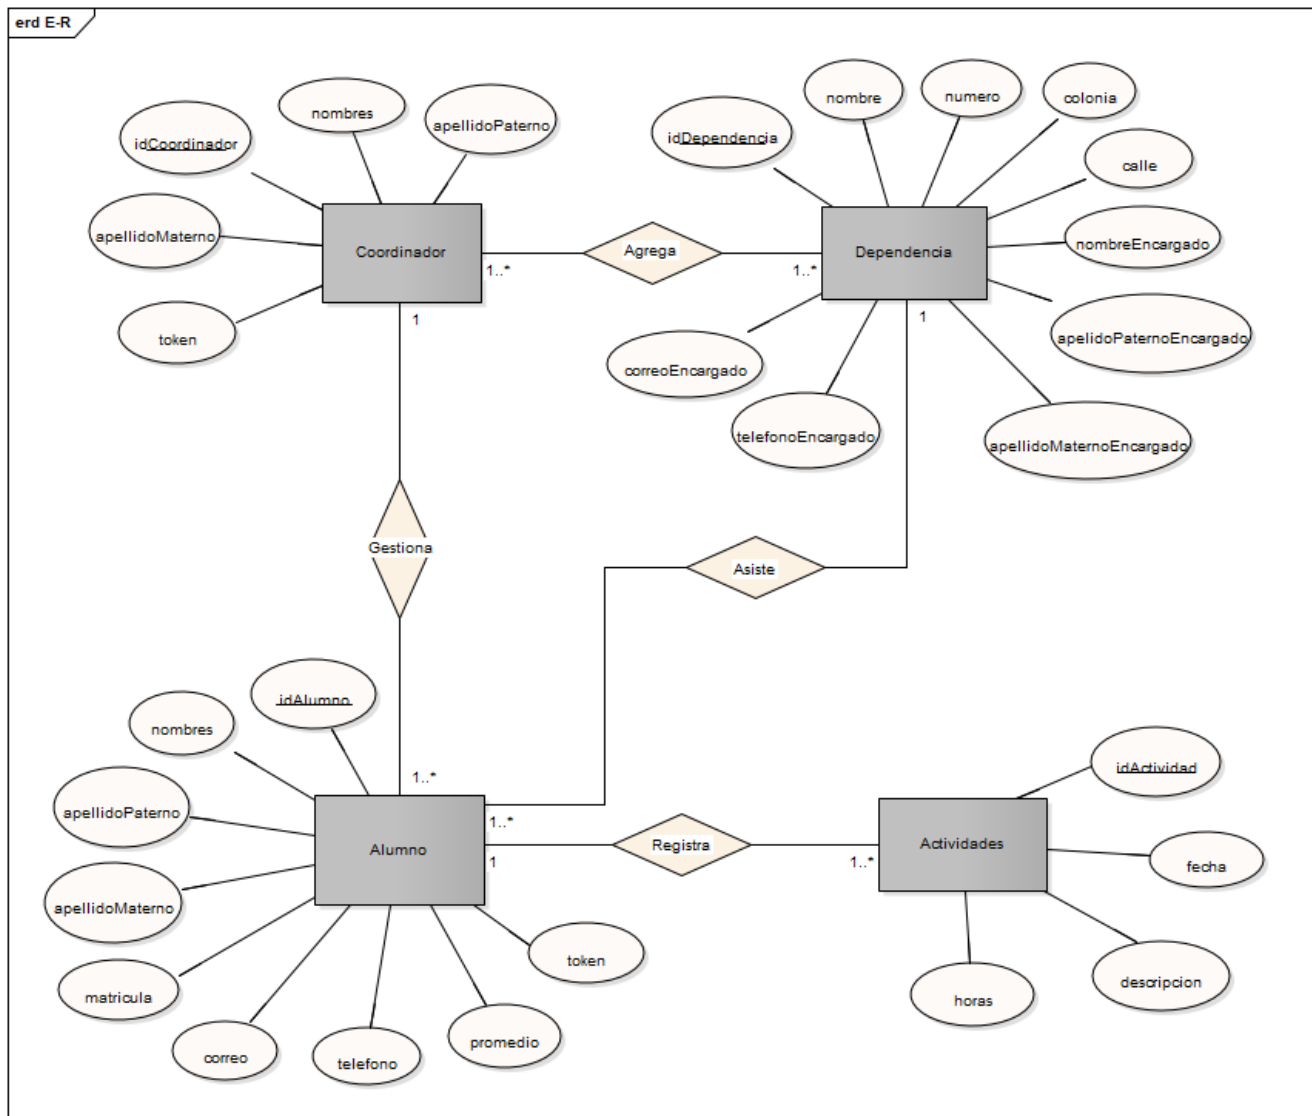 erd E-R
nombres
apellidoPaterno
idCoordinador
apellidoMaterno
token
Coordinador
1..*
1
Agrega
nombre
numero
colonia
idDependencia
calle
nombreEncargado
Dependencia
1..*
1
apelidoPaternoEncargado
correoEncargado
telefonoEncargado
apellidoMaternoEncargado
Gestiona
Asiste
idAlumno
nombres
1..*
apellidoPaterno
Alumno
1..*
1
Registra
1..*
Actividades
idActividad
fecha
descripcion
horas
apellidoMaterno
matricula
correo
telefono
promedio
token